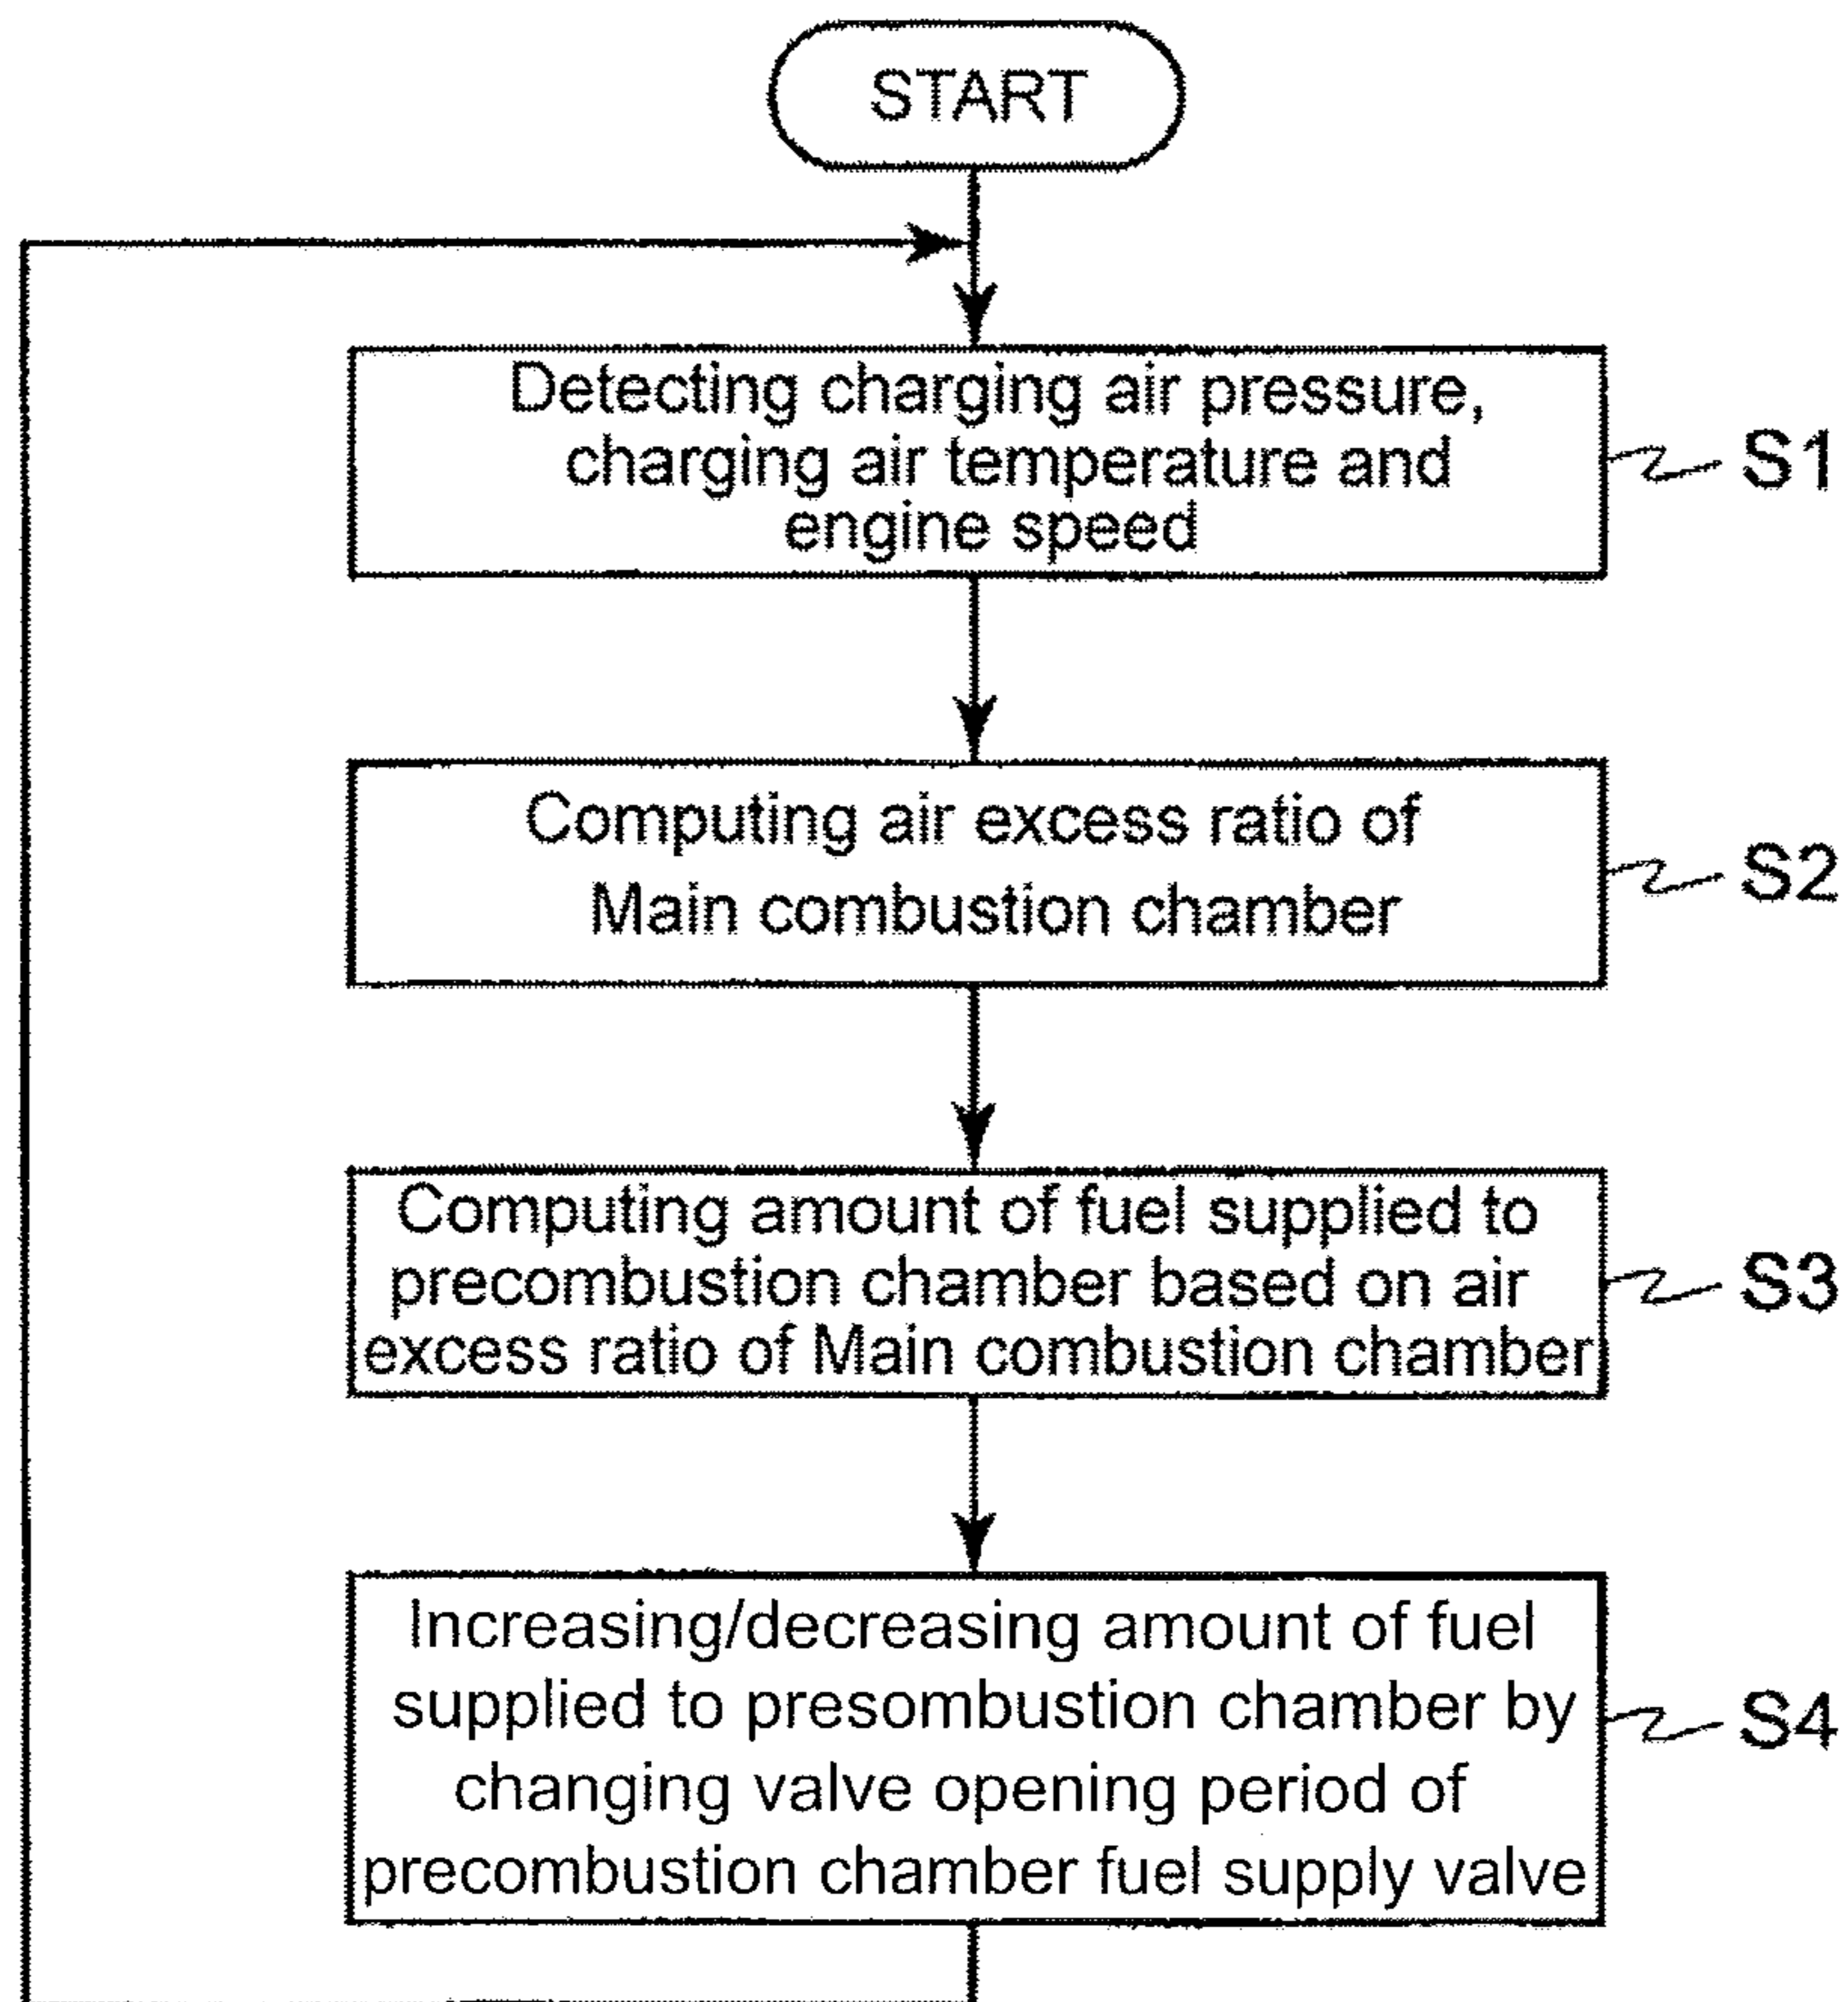 START
Detecting charging air pressure,
charging air temperature and
engine speed
S1
Computing air excess ratio of
Main combustion chamber
S2
Computing amount of fuel supplied to
precombustion chamber based on air
excess ratio of Main combustion chamber
S3
Increasing/decreasing amount of fuel
supplied to presombustion chamber by
changing valve opening period of
precombustion chamber fuel supply valve
S4